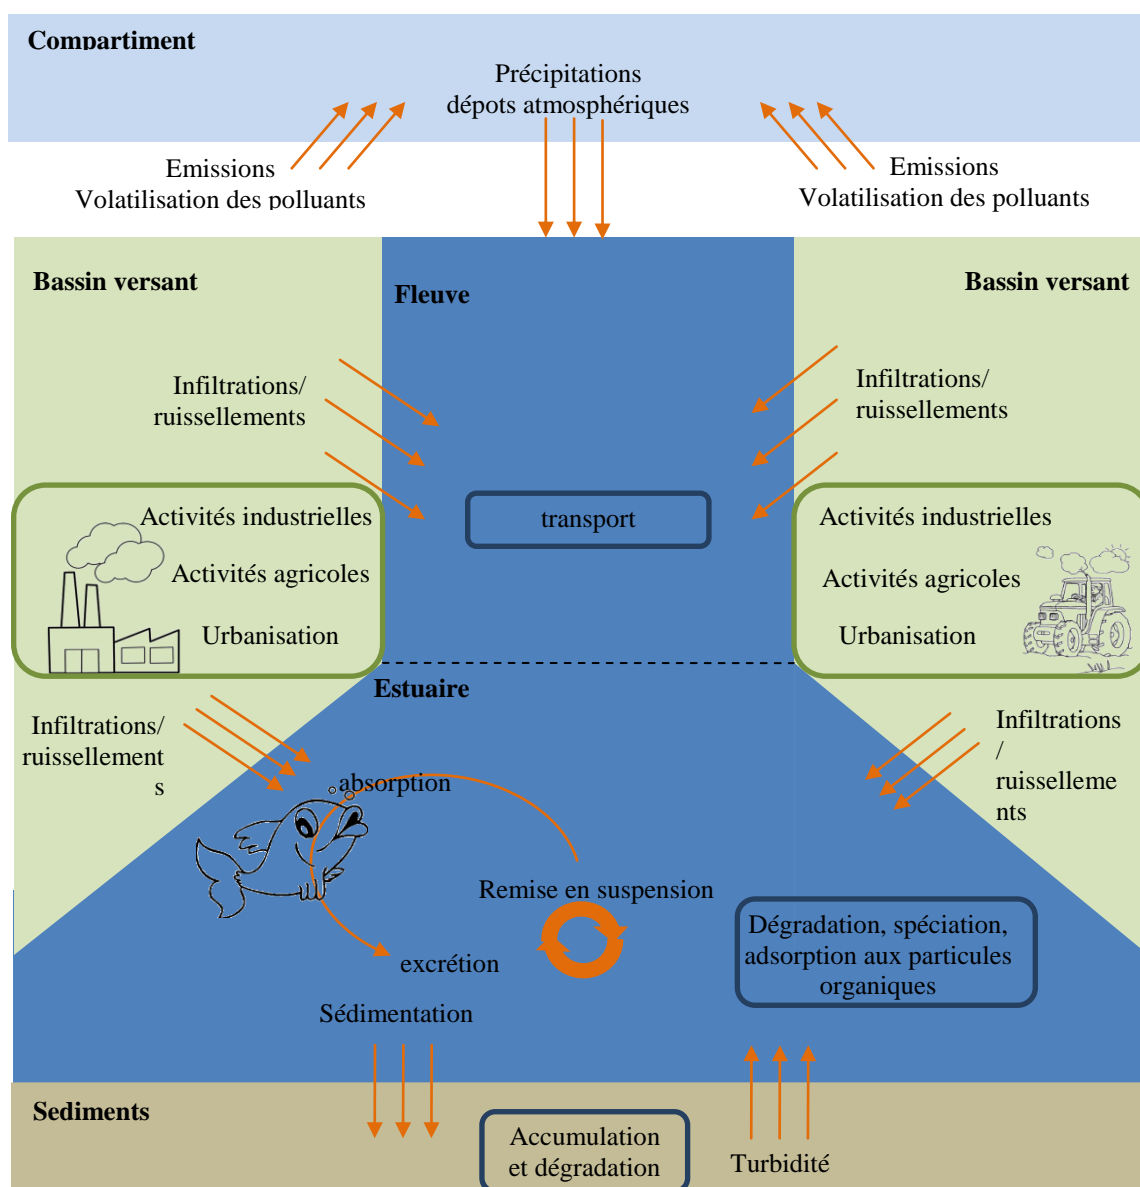 Compartiment
Précipitations
dépots atmosphériques
Emissions
Volatilisation des polluants
Emissions
Volatilisation des polluants
Bassin versant
Fleuve
Bassin versant
Infiltrations/
ruissellements
Infiltrations/
ruissellements
Activités industrielles
Activités agricoles
Urbanisation
transport
Activités industrielles
Activités agricoles
Urbanisation
Estuaire
Infiltrations/
ruissellement
s
Infiltrations
/
ruisselleme
nts
absorption
Remise en suspension
Dégradation, spéciation,
adsorption aux particules
organiques
excrétion
Sédimentation
Sediments
Accumulation
et dégradation
Turbidité